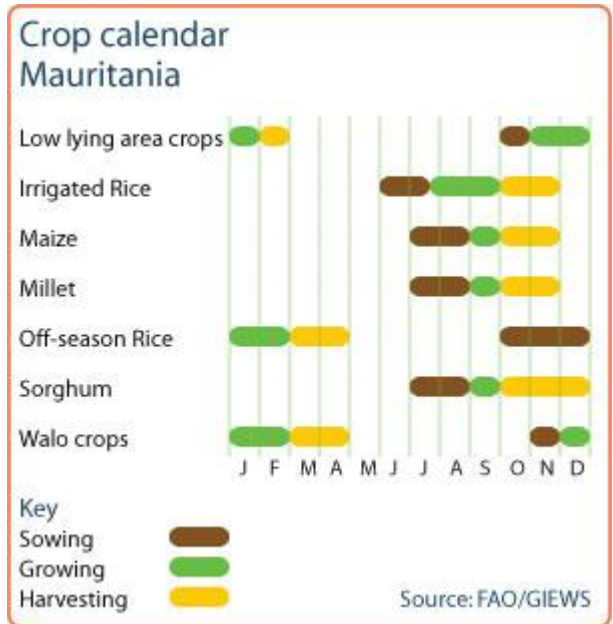 Crop calendar
Mauritania
Low lying area crops
Irrigated Rice
Maize
Millet
Off-season Rice
Sorghum
Walo crops
J F M A M J J A S O N D
Key
Sowing
Growing
Harvesting
Source: FAO/GIEWS